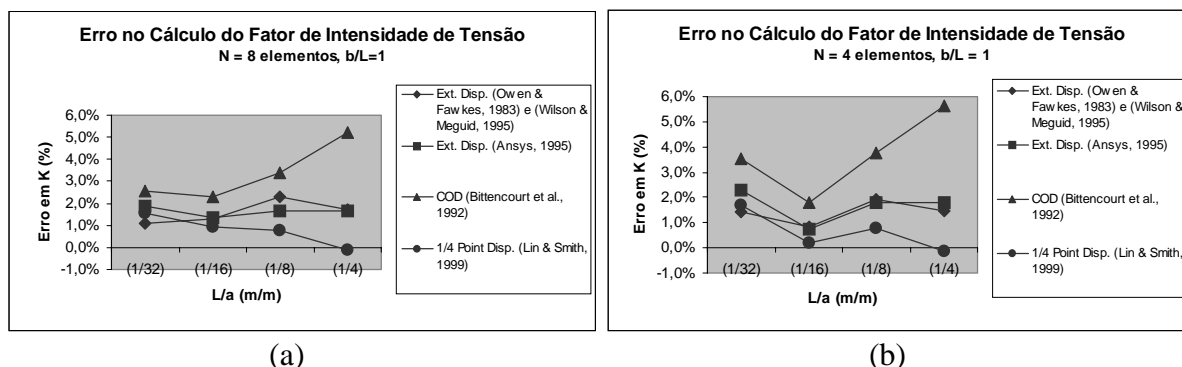 Erro no Cálculo do Fator de Intensidade de Tensão
N = 8 elementos, b/L=1
Erro em K (%)
6,0%
5,0%
4,0%
3,0%
2,0%
1,0%
0,0%
-1,0%
(1/32)
(1/16)
(1/8)
(1/4)
L/a (m/m)
Ext. Disp. (Owen &
Fawkes, 1983) e (Wilson &
Meguid, 1995)
Ext. Disp. (Ansys, 1995)
COD (Bittencourt et al.,
1992)
1/4 Point Disp. (Lin & Smith,
1999)
(a)
Erro no Cálculo do Fator de Intensidade de Tensão
N = 4 elementos, b/L = 1
Erro em K (%)
6,0%
5,0%
4,0%
3,0%
2,0%
1,0%
0,0%
-1,0%
(1/32)
(1/16)
(1/8)
(1/4)
L/a (m/m)
Ext. Disp. (Owen &
Fawkes, 1983) e (Wilson &
Meguid, 1995)
Ext. Disp. (Ansys, 1995)
COD (Bittencourt et al.,
1992)
1/4 Point Disp. (Lin & Smith,
1999)
(b)